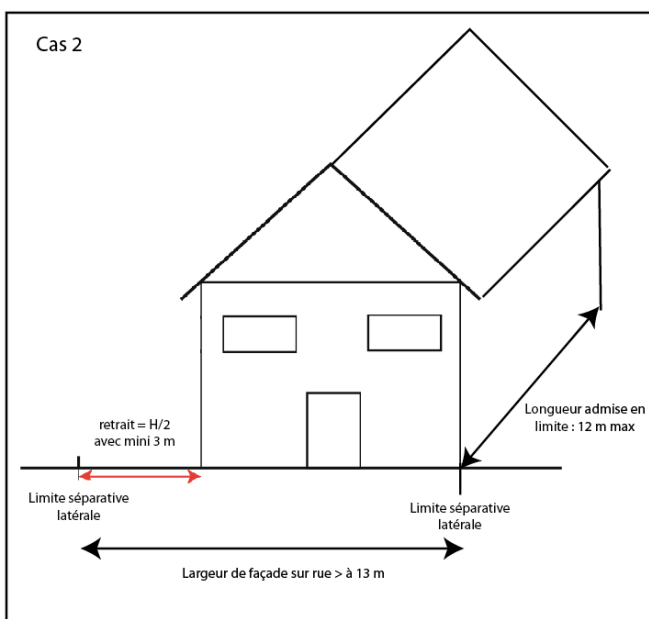 Cas 2
retrait = H/2
avec mini 3 m
Longueur admise en
limite : 12 m max
Limite séparative
latérale
Limite séparative
latérale
Largeur de façade sur rue > à 13 m